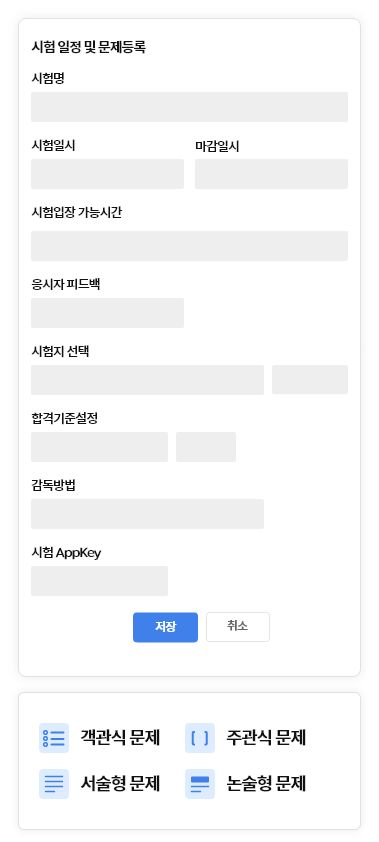 시험 일정 및 문제등록
시험명
시험일시 마감일시
시험입장 가능시간
응시자 피드백
시험지 선택
합격기준설정
감독방법
시험 AppKey
저장 취소
객관식 문제 주관식 문제
서술형 문제 논술형 문제